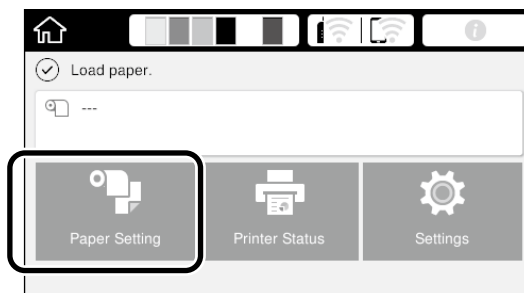 Load paper.
---
Paper Setting
Printer Status
Settings